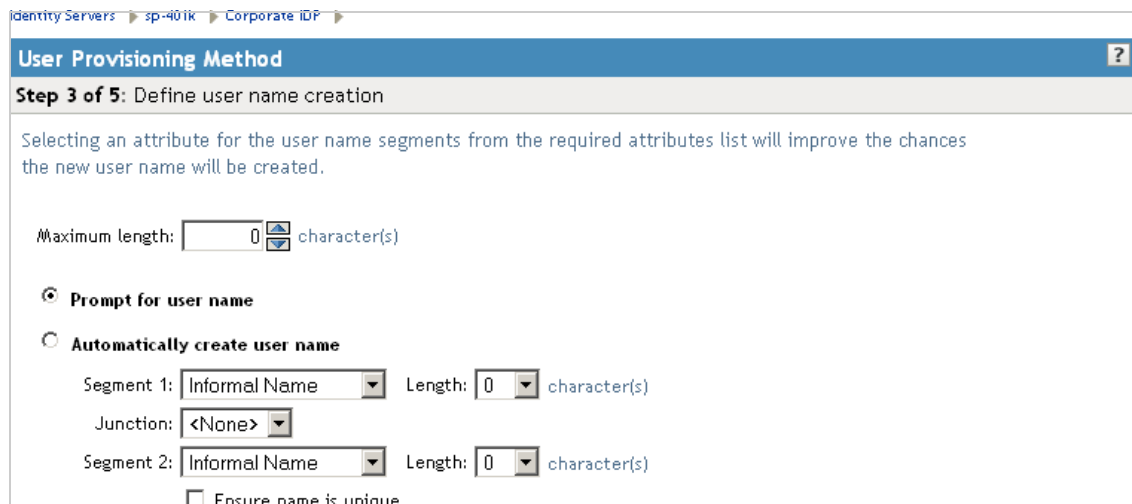 Identity Servers sp-401k Corporate IDP
User Provisioning Method ?
Step 3 of 5: Define user name creation
Selecting an attribute for the user name segments from the required attributes list will improve the chances
the new user name will be created.
Maximum length: 0 character(s)
Prompt for user name
Automatically create user name
Segment 1: Informal Name Length: 0 character(s)
Junction: <None>
Segment 2: Informal Name Length: 0 character(s)
Ensure name is unique